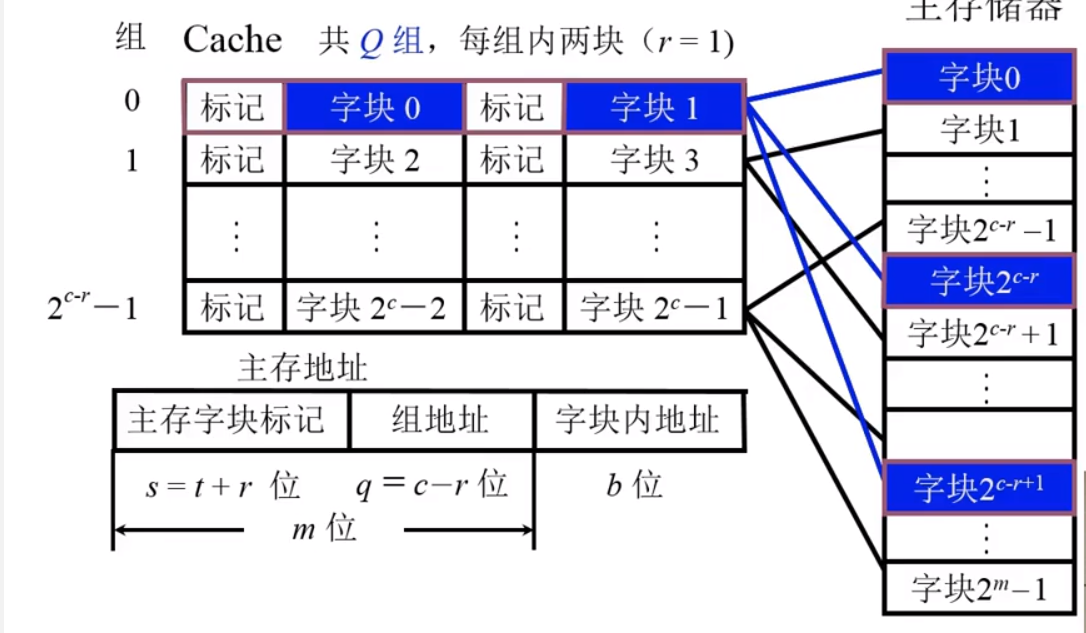 主存储器
组 Cache 共 Q 组，每组内两块（r = 1）
0 标记 字块 0 标记 字块 1
1 标记 字块 2 标记 字块 3
⋮ ⋮ ⋮ ⋮
2^{c-r}－1 标记 字块 2^c－2 标记 字块 2^c－1
字块0
字块1
⋮
字块2^{c-r} –1
字块2^{c-r}
字块2^{c-r} + 1
⋮
字块2^{c-r+1}
⋮
字块2^m–1
主存地址
主存字块标记 组地址 字块内地址
s = t + r 位 q = c−r 位 b 位
m 位